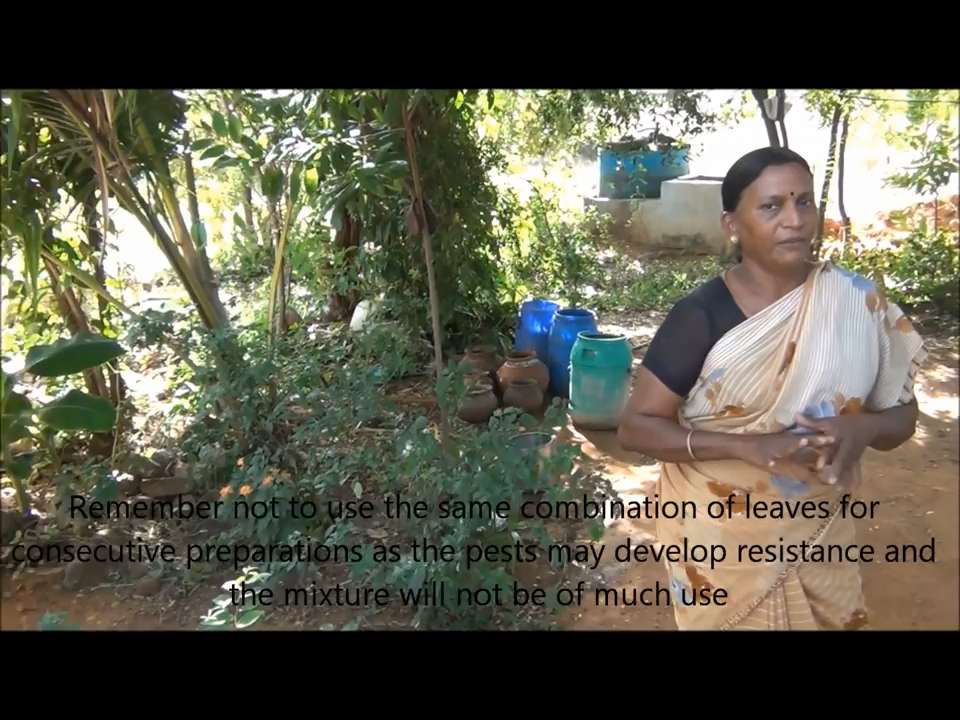 Remember not to use the same combination of leaves for
consecutive preparations as the pests may develop resistance and
the mixture will not be of much use